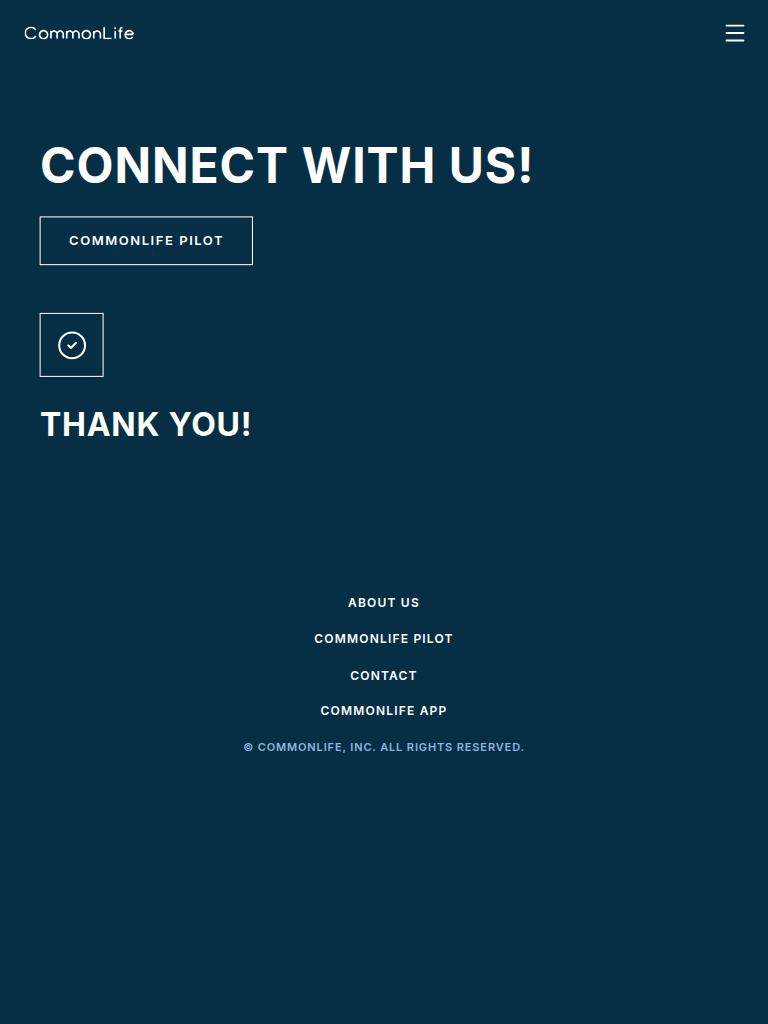 CommonLife
CONNECT WITH US!
COMMONLIFE PILOT
THANK YOU!
ABOUT US
COMMONLIFE PILOT
CONTACT
COMMONLIFE APP
© COMMONLIFE, INC. ALL RIGHTS RESERVED.